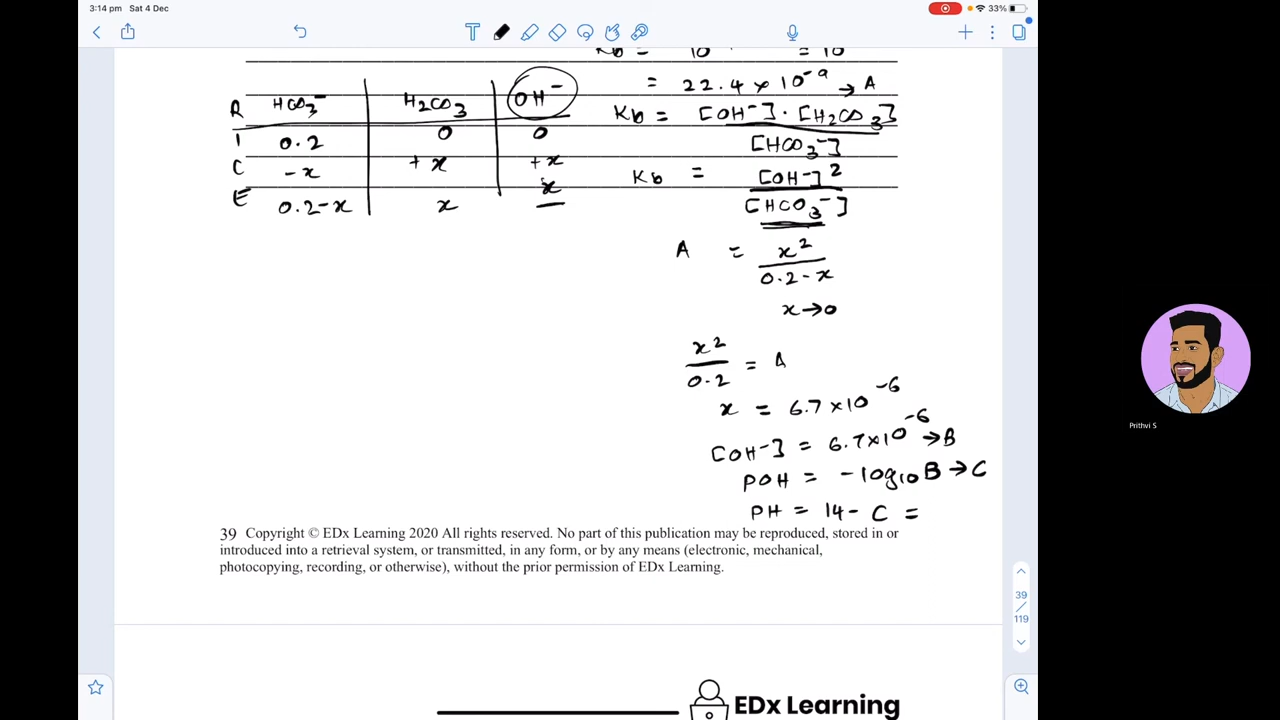 3:14 pm Sat 4 Dec
33%
= 22.4 × 10⁻⁹ → A
R HCO₃⁻ H₂CO₃ OH⁻
I 0.2 0 0
C -x +x +x
E 0.2-x x x
Kb = [OH⁻] · [H₂CO₃]
[HCO₃⁻]
Kb = [OH⁻]²
[HCO₃⁻]
A = x²
0.2-x
x→0
x²
0.2 = A
x = 6.7×10⁻⁶
[OH⁻] = 6.7×10⁻⁶ → B
POH = -log₁₀ B → C
PH = 14 - C =
39 Copyright © EDx Learning 2020 All rights reserved. No part of this publication may be reproduced, stored in or
introduced into a retrieval system, or transmitted, in any form, or by any means (electronic, mechanical,
photocopying, recording, or otherwise), without the prior permission of EDx Learning.
39
/
119
EDx Learning
Prithvi S